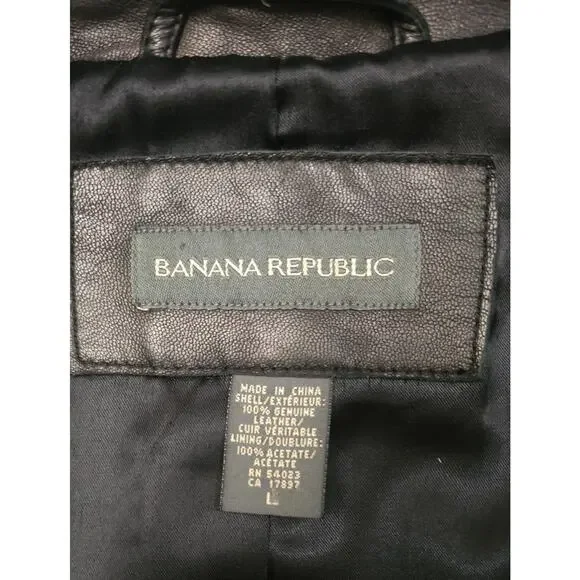 BANANA REPUBLIC
MADE IN CHINA
SHELL/EXTÉRIEUR:
100% GENUINE
LEATHER/
CUIR VÉRITABLE
LINING/DOUBLURE:
100% ACETATE/
ACÉTATE
RN 54023
CA 17897
L